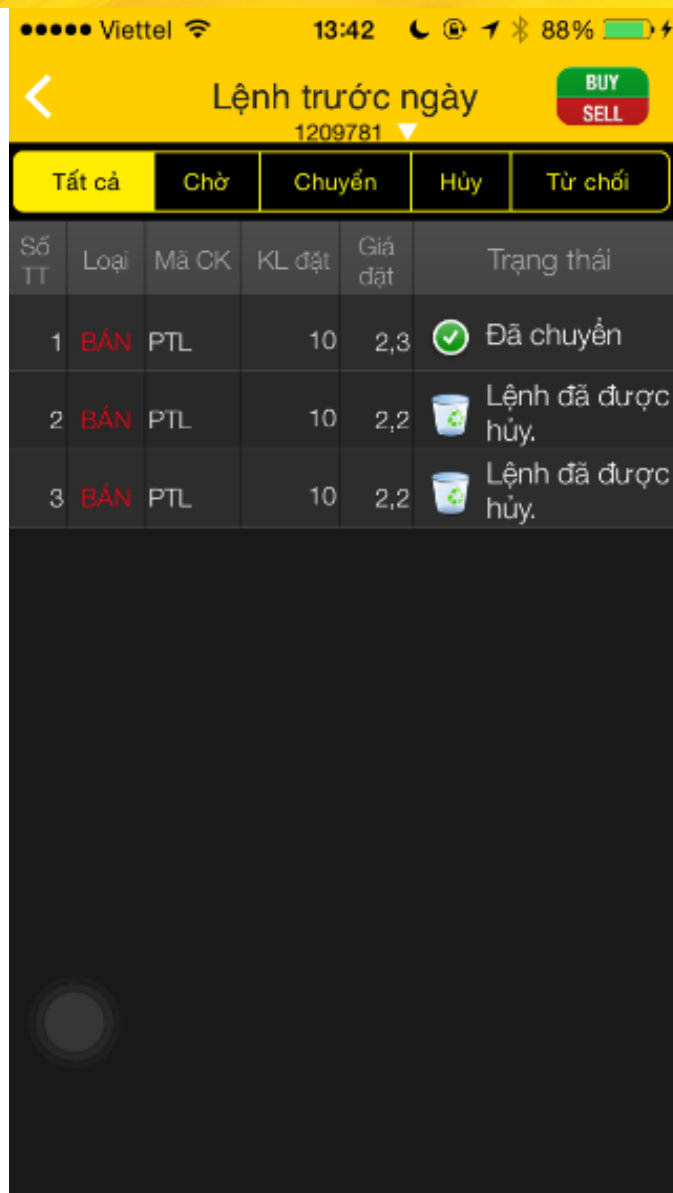 Viettel 13:42 88%
Lệnh trước ngày
1209781
BUY
SELL
Tất cả Chờ Chuyển Hủy Từ chối
Số TT Loại Mã CK KL đặt Giá đặt Trạng thái
1 BÁN PTL 10 2,3 Đã chuyển
2 BÁN PTL 10 2,2 Lệnh đã được
hủy.
3 BÁN PTL 10 2,2 Lệnh đã được
hủy.